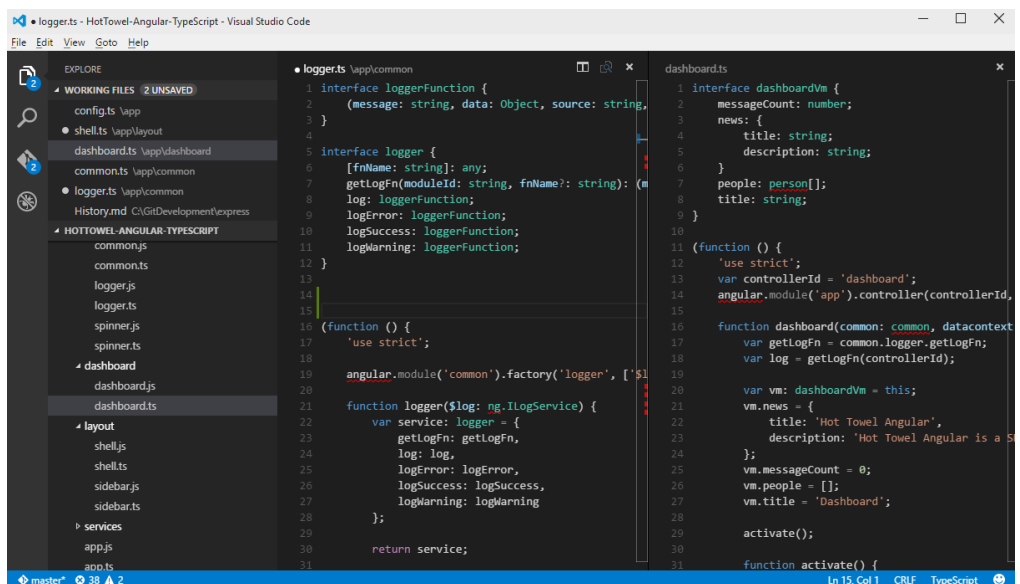 ● logger.ts - HotTowel-Angular-TypeScript - Visual Studio Code
File Edit View Goto Help
EXPLORE
WORKING FILES 2 UNSAVED
config.ts \app
● shell.ts \app\layout
dashboard.ts \app\dashboard
common.ts \app\common
● logger.ts \app\common
History.md C:\GitDevelopment\express
HOTTOWEL-ANGULAR-TYPESCRIPT
common.js
common.ts
logger.js
logger.ts
spinner.js
spinner.ts
dashboard
dashboard.js
dashboard.ts
layout
shell.js
shell.ts
sidebar.js
sidebar.ts
services
app.js
app.ts
2
2
● logger.ts \app\common
1 interface loggerFunction {
2 (message: string, data: Object, source: string,
3 }
4
5 interface logger {
6 [fnName: string]: any;
7 getLogFn(moduleId: string, fnName?: string): (m
8 log: loggerFunction;
9 logError: loggerFunction;
10 logSuccess: loggerFunction;
11 logWarning: loggerFunction;
12 }
13
14
15
16 (function () {
17 'use strict';
18
19 angular.module('common').factory('logger', ['$l
20
21 function logger($log: ng.ILogService) {
22 var service: logger = {
23 getLogFn: getLogFn,
24 log: log,
25 logError: logError,
26 logSuccess: logSuccess,
27 logWarning: logWarning
28 };
29
30 return service;
31
dashboard.ts
1 interface dashboardVm {
2 messageCount: number;
3 news: {
4 title: string;
5 description: string;
6 }
7 people: person[];
8 title: string;
9 }
10
11 (function () {
12 'use strict';
13 var controllerId = 'dashboard';
14 angular.module('app').controller(controllerId,
15
16 function dashboard(common: common, datacontext
17 var getLogFn = common.logger.getLogFn;
18 var log = getLogFn(controllerId);
19
20 var vm: dashboardVm = this;
21 vm.news = {
22 title: 'Hot Towel Angular',
23 description: 'Hot Towel Angular is a S
24 };
25 vm.messageCount = 0;
26 vm.people = [];
27 vm.title = 'Dashboard';
28
29 activate();
30
31 function activate() {
master* 38 2
Ln 15, Col 1 CRLF TypeScript